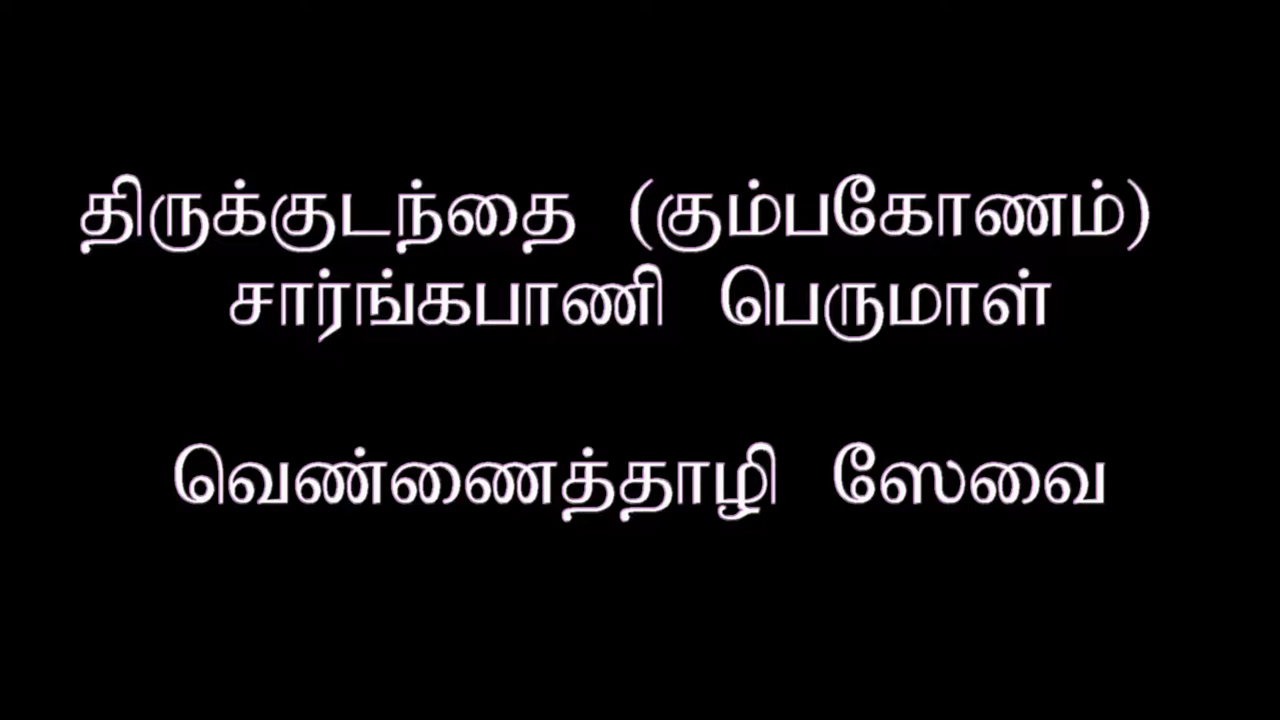 திருக்குடந்தை (கும்பகோணம்)
சார்ங்கபாணி பெருமாள்
வெண்ணைத்தாழி ஸேவை